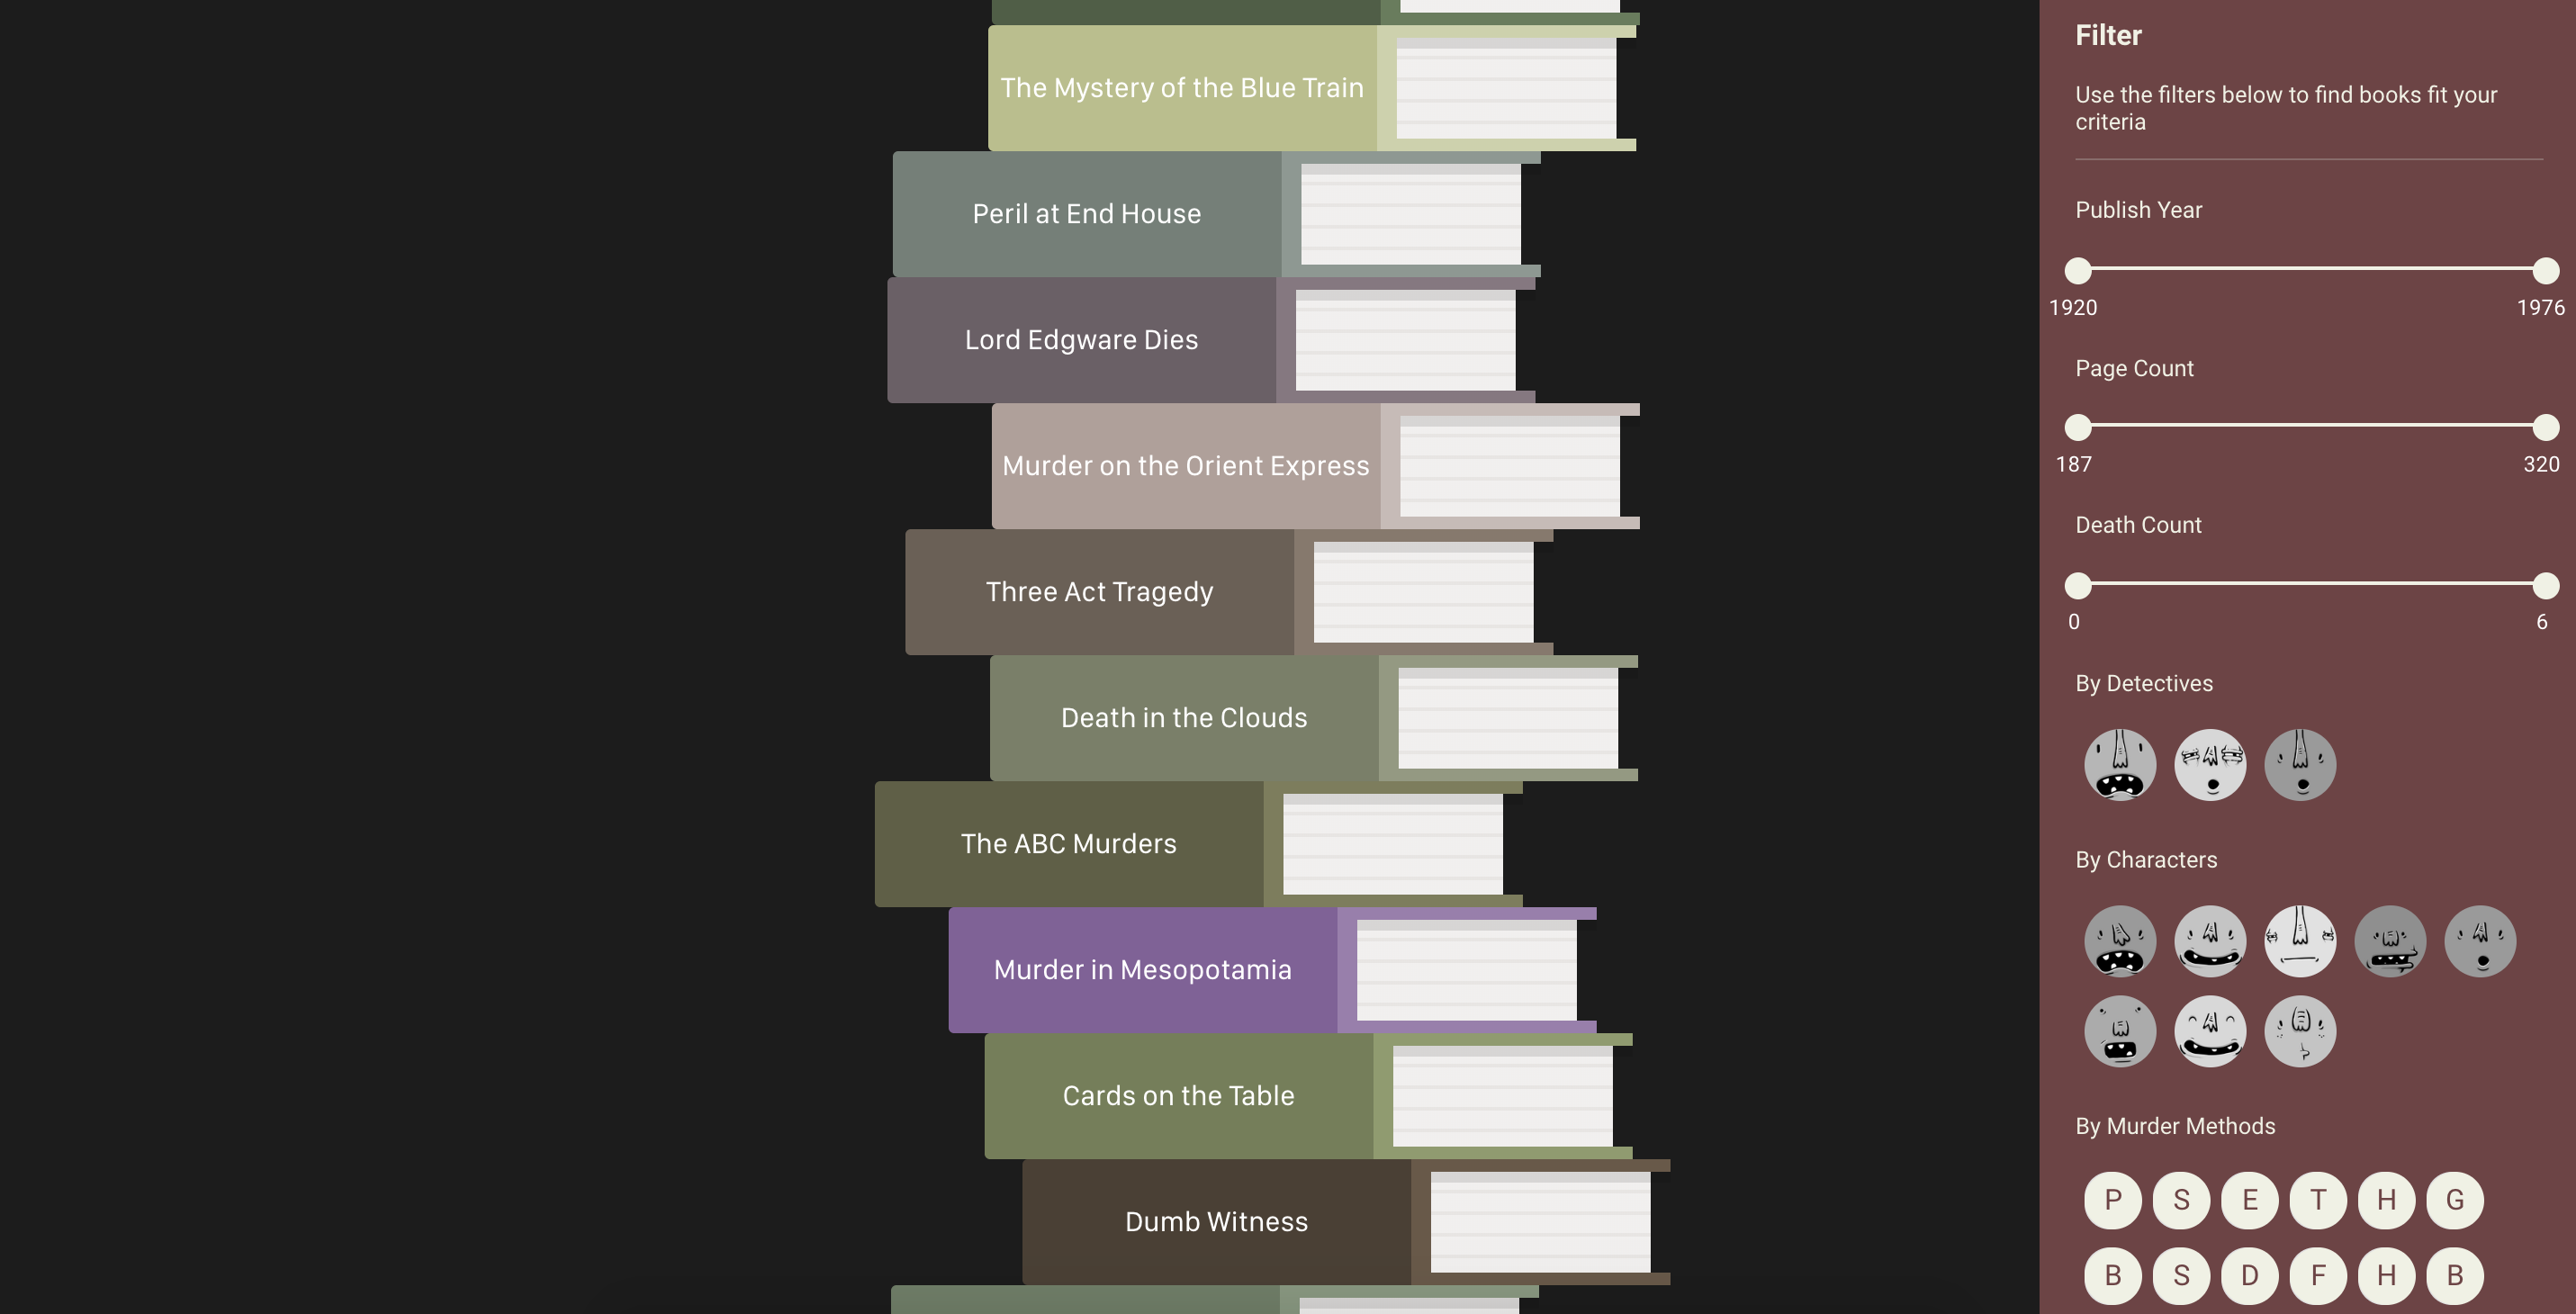 The Mystery of the Blue Train
Peril at End House
Lord Edgware Dies
Murder on the Orient Express
Three Act Tragedy
Death in the Clouds
The ABC Murders
Murder in Mesopotamia
Cards on the Table
Dumb Witness
Filter
Use the filters below to find books fit your
criteria
Publish Year
1920 1976
Page Count
187 320
Death Count
0 6
By Detectives
By Characters
By Murder Methods
P S E T H G
B S D F H B